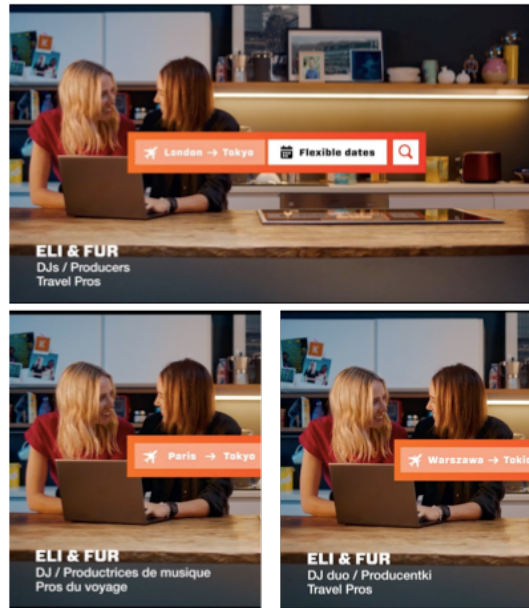 London → Tokyo
Flexible dates
ELI & FUR
DJs / Producers
Travel Pros
Paris → Tokyo
ELI & FUR
DJ / Productrices de musique
Pros du voyage
Warszawa → Tokio
ELI & FUR
DJ duo / Producentki
Travel Pros